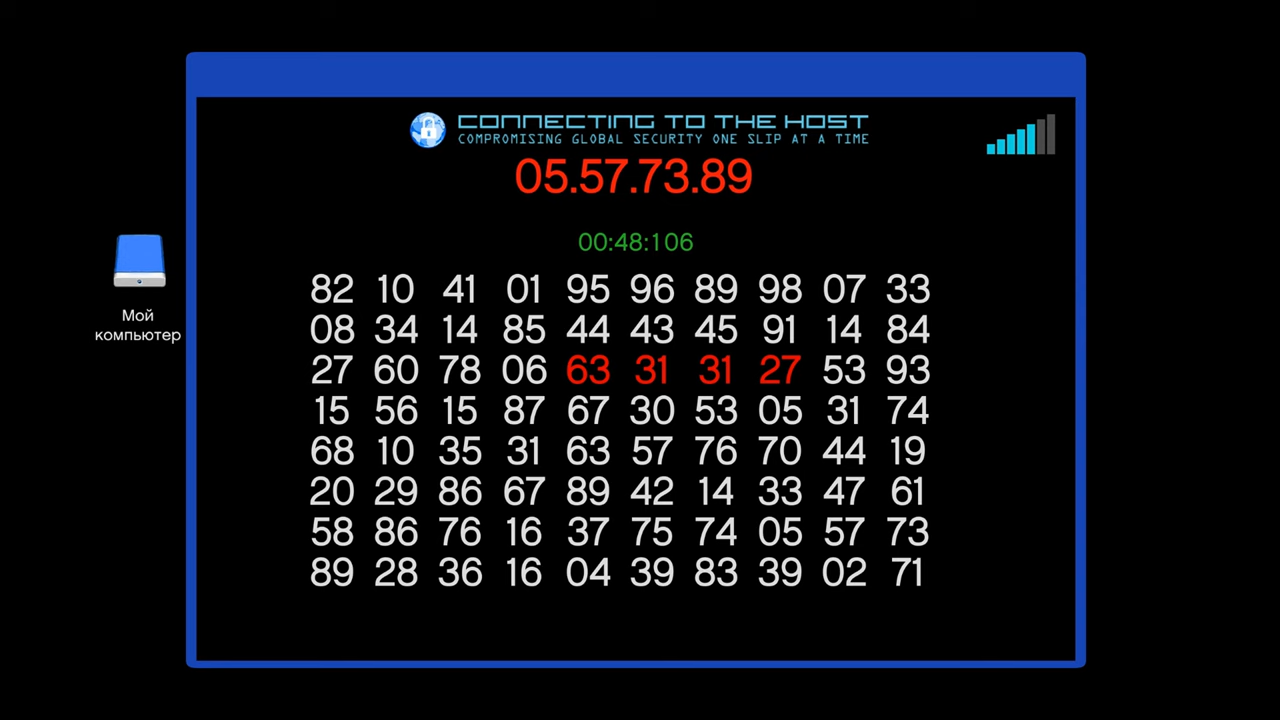 CONNECTING TO THE HOST
COMPROMISING GLOBAL SECURITY ONE SLIP AT A TIME
05.57.73.89
00:48:106
82 10 41 01 95 96 89 98 07 33
08 34 14 85 44 43 45 91 14 84
27 60 78 06 63 31 31 27 53 93
15 56 15 87 67 30 53 05 31 74
68 10 35 31 63 57 76 70 44 19
20 29 86 67 89 42 14 33 47 61
58 86 76 16 37 75 74 05 57 73
89 28 36 16 04 39 83 39 02 71
Мой
компьютер